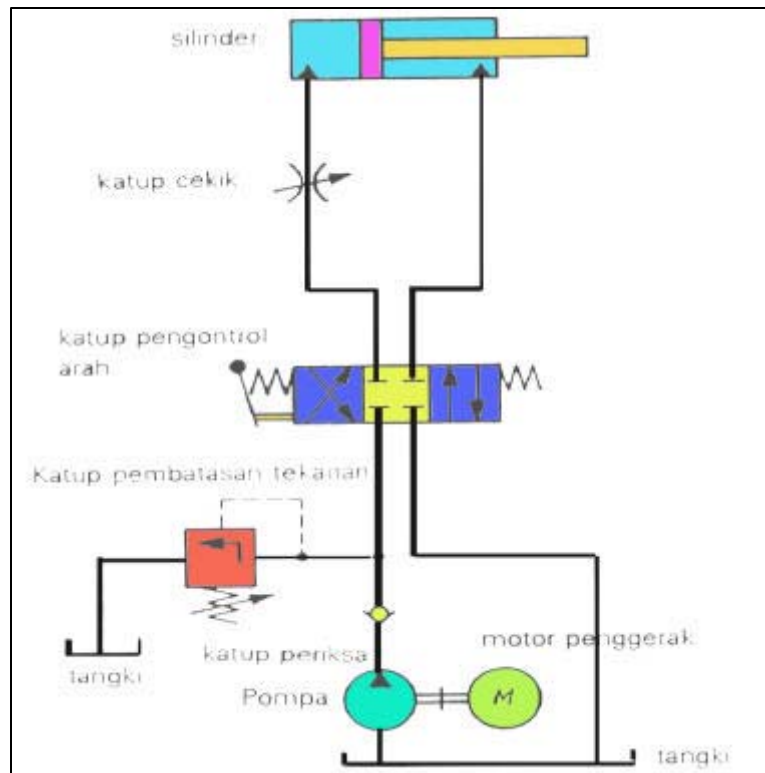 silinder
katup cekik
katup pengontrol
arah
Katup pembatasan tekanan
katup periksa
motor penggerak
tangki
Pompa
M
tangki